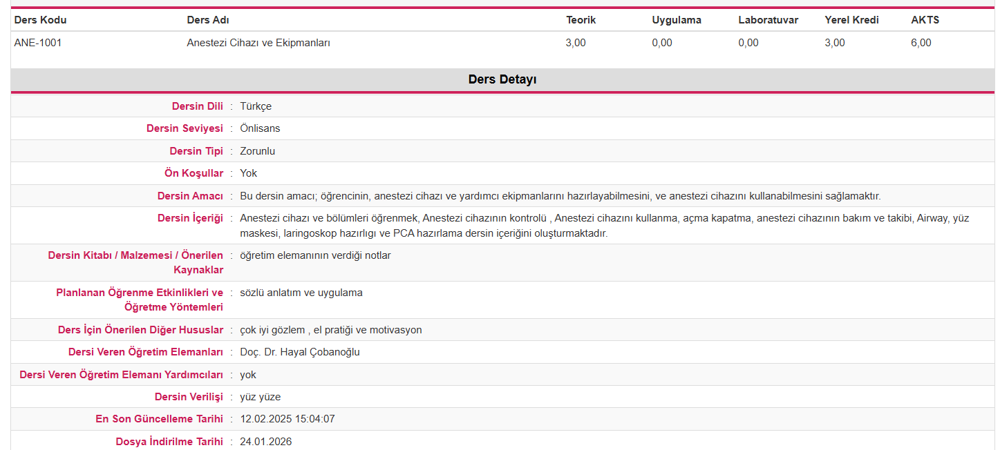 Ders Kodu Ders Adı Teorik Uygulama Laboratuvar Yerel Kredi AKTS
ANE-1001 Anestezi Cihazı ve Ekipmanları 3,00 0,00 0,00 3,00 6,00
Ders Detayı
Dersin Dili : Türkçe
Dersin Seviyesi : Önlisans
Dersin Tipi : Zorunlu
Ön Koşullar : Yok
Dersin Amacı : Bu dersin amacı; öğrencinin, anestezi cihazı ve yardımcı ekipmanlarını hazırlayabilmesini, ve anestezi cihazını kullanabilmesini sağlamaktır.
Dersin İçeriği : Anestezi cihazı ve bölümleri öğrenmek, Anestezi cihazının kontrolü , Anestezi cihazını kullanma, açma kapatma, anestezi cihazının bakım ve takibi, Airway, yüz
maskesi, laringoskop hazırlıgı ve PCA hazırlama dersin içeriğini oluşturmaktadır.
Dersin Kitabı / Malzemesi / Önerilen : öğretim elemanının verdiği notlar
Kaynaklar
Planlanan Öğrenme Etkinlikleri ve : sözlü anlatım ve uygulama
Öğretme Yöntemleri
Ders İçin Önerilen Diğer Hususlar : çok iyi gözlem , el pratiği ve motivasyon
Dersi Veren Öğretim Elemanları : Doç. Dr. Hayal Çobanoğlu
Dersi Veren Öğretim Elemanı Yardımcıları : yok
Dersin Verilişi : yüz yüze
En Son Güncelleme Tarihi : 12.02.2025 15:04:07
Dosya İndirilme Tarihi : 24.01.2026